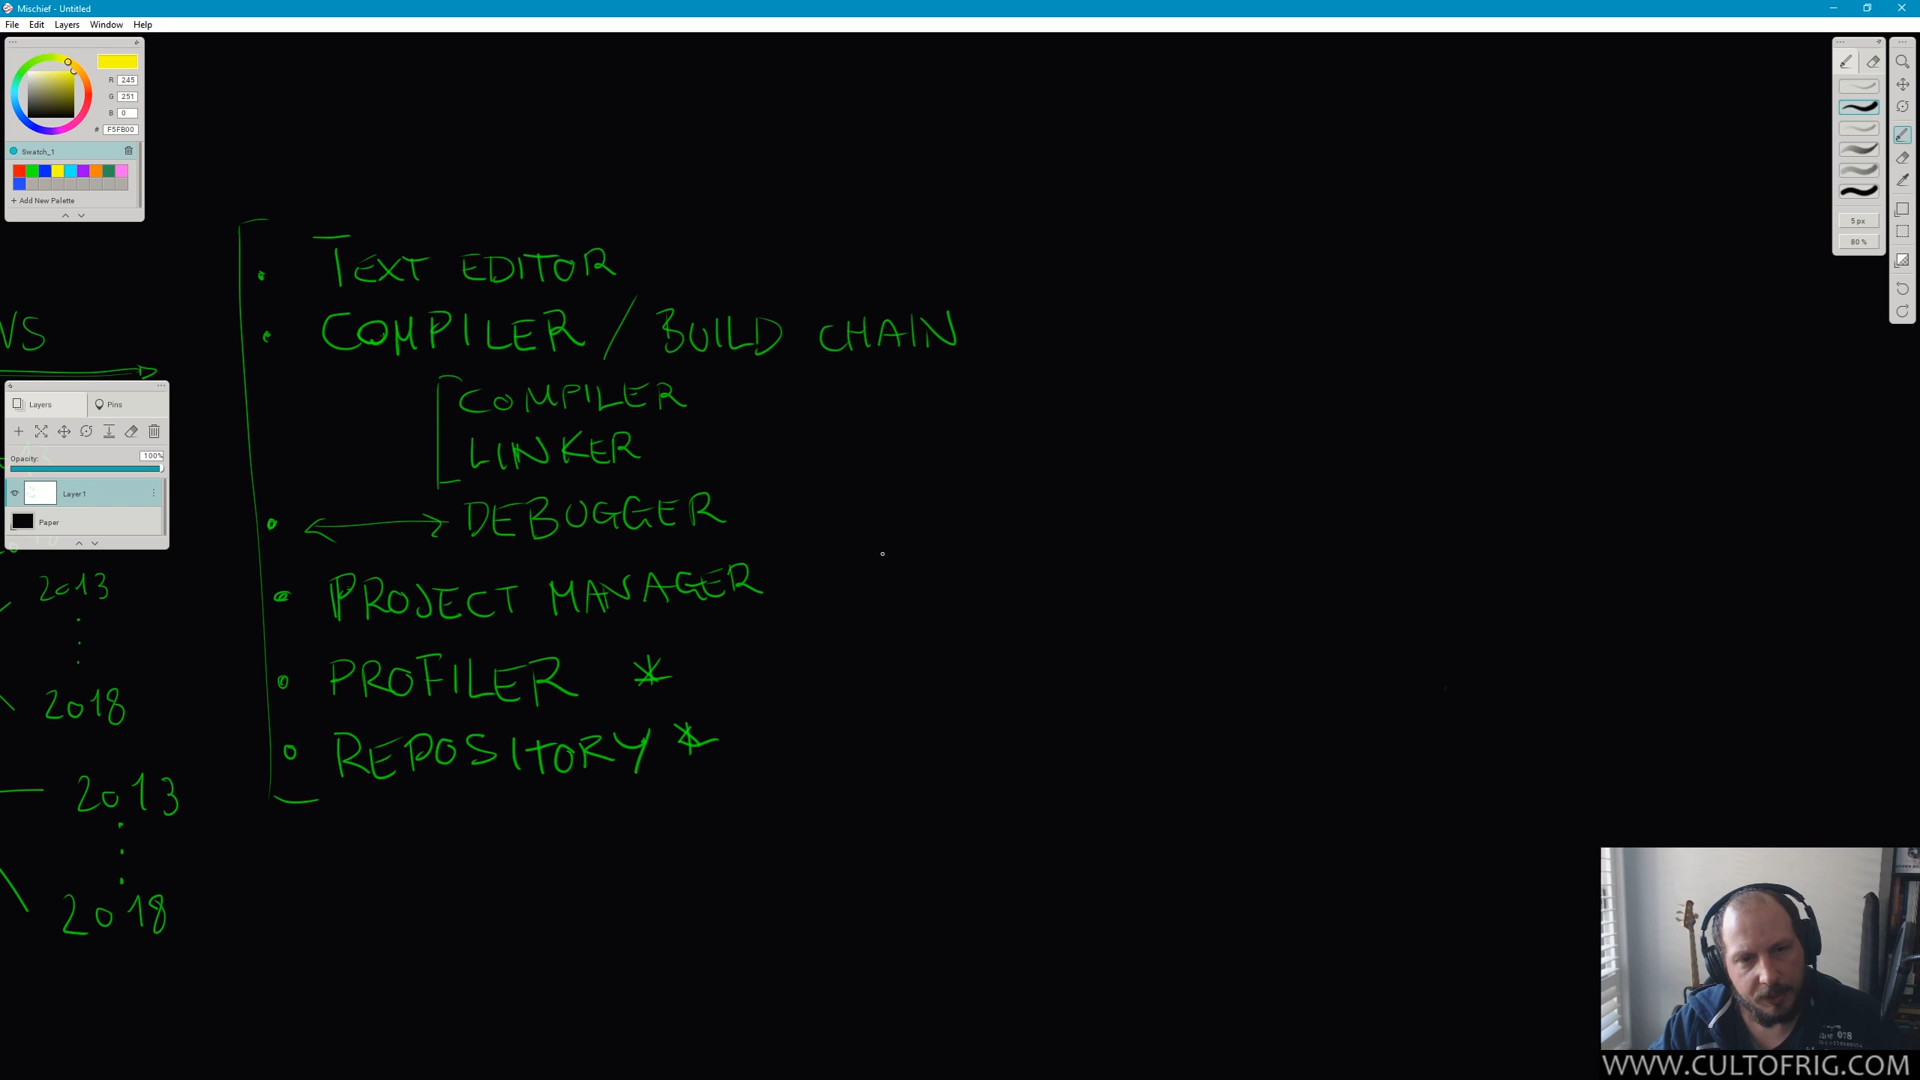 Mischief - Untitled
File Edit Layers Window Help
R 245
G 251
B 0
# F5FB00
Swatch_1
+ Add New Palette
5 px
80 %
TEXT EDITOR
COMPILER / BUILD CHAIN
VS
COMPILER
Layers Pins
LINKER
Opacity: 100%
Layer1
DEBUGGER
Paper
2013
PROJECT MANAGER
PROFILER *
2018
REPOSITORY *
2013
2018
WWW.CULTOFRIG.COM